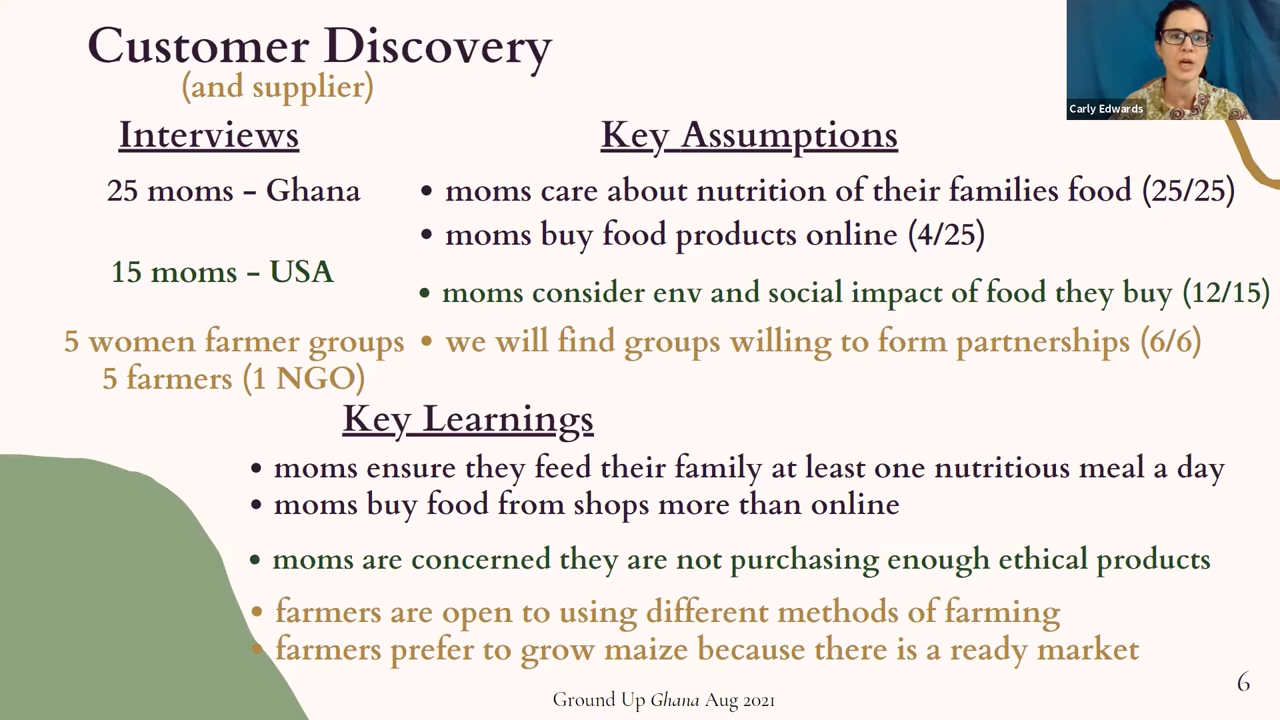 Customer Discovery
(and supplier)
Carly Edwards
Interviews
Key Assumptions
25 moms - Ghana
• moms care about nutrition of their families food (25/25)
• moms buy food products online (4/25)
15 moms - USA
• moms consider env and social impact of food they buy (12/15)
5 women farmer groups
• we will find groups willing to form partnerships (6/6)
5 farmers (1 NGO)
Key Learnings
• moms ensure they feed their family at least one nutritious meal a day
• moms buy food from shops more than online
• moms are concerned they are not purchasing enough ethical products
• farmers are open to using different methods of farming
• farmers prefer to grow maize because there is a ready market
Ground Up Ghana Aug 2021
6